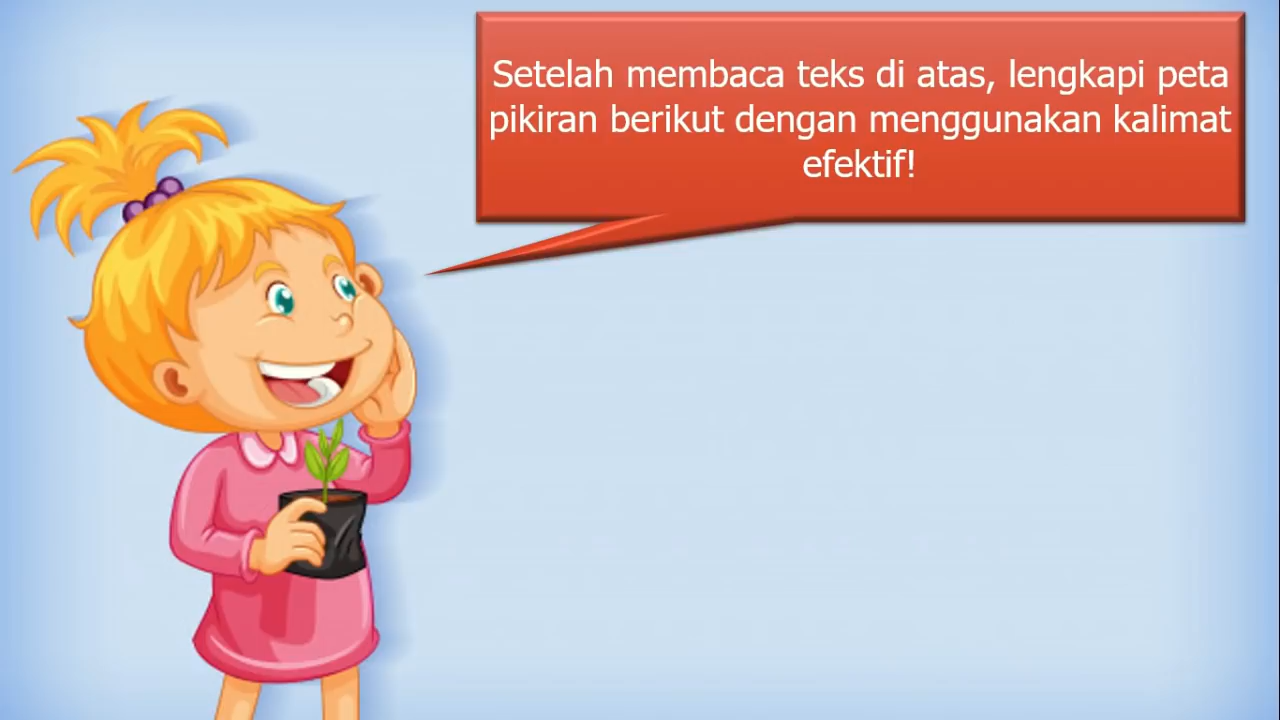 Setelah membaca teks di atas, lengkapi peta
pikiran berikut dengan menggunakan kalimat
efektif!